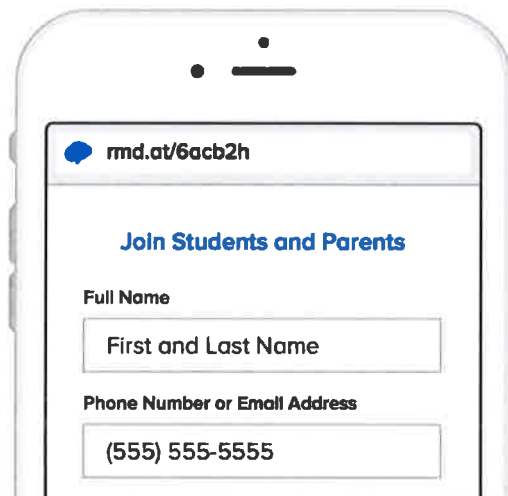 rmd.at/6acb2h
Join Students and Parents
Full Name
First and Last Name
Phone Number or Email Address
(555) 555-5555